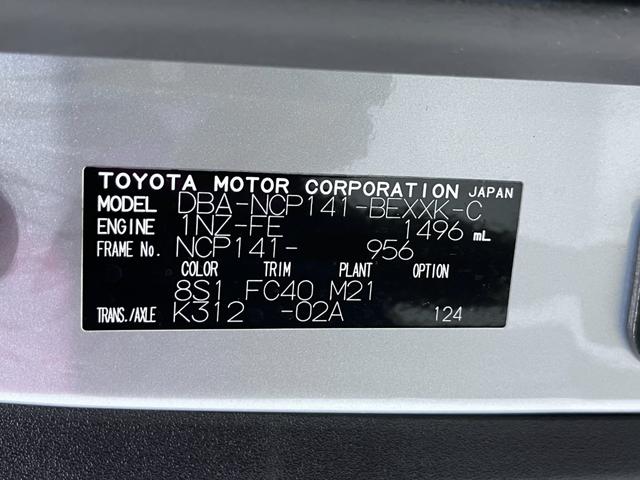 TOYOTA MOTOR CORPORATION JAPAN
MODEL DBA-NCP141-BEXXK-C
ENGINE 1NZ-FE 1496 mL
FRAME No. NCP141- 956
COLOR TRIM PLANT OPTION
8S1 FC40 M21
TRANS./AXLE K312 -02A 124